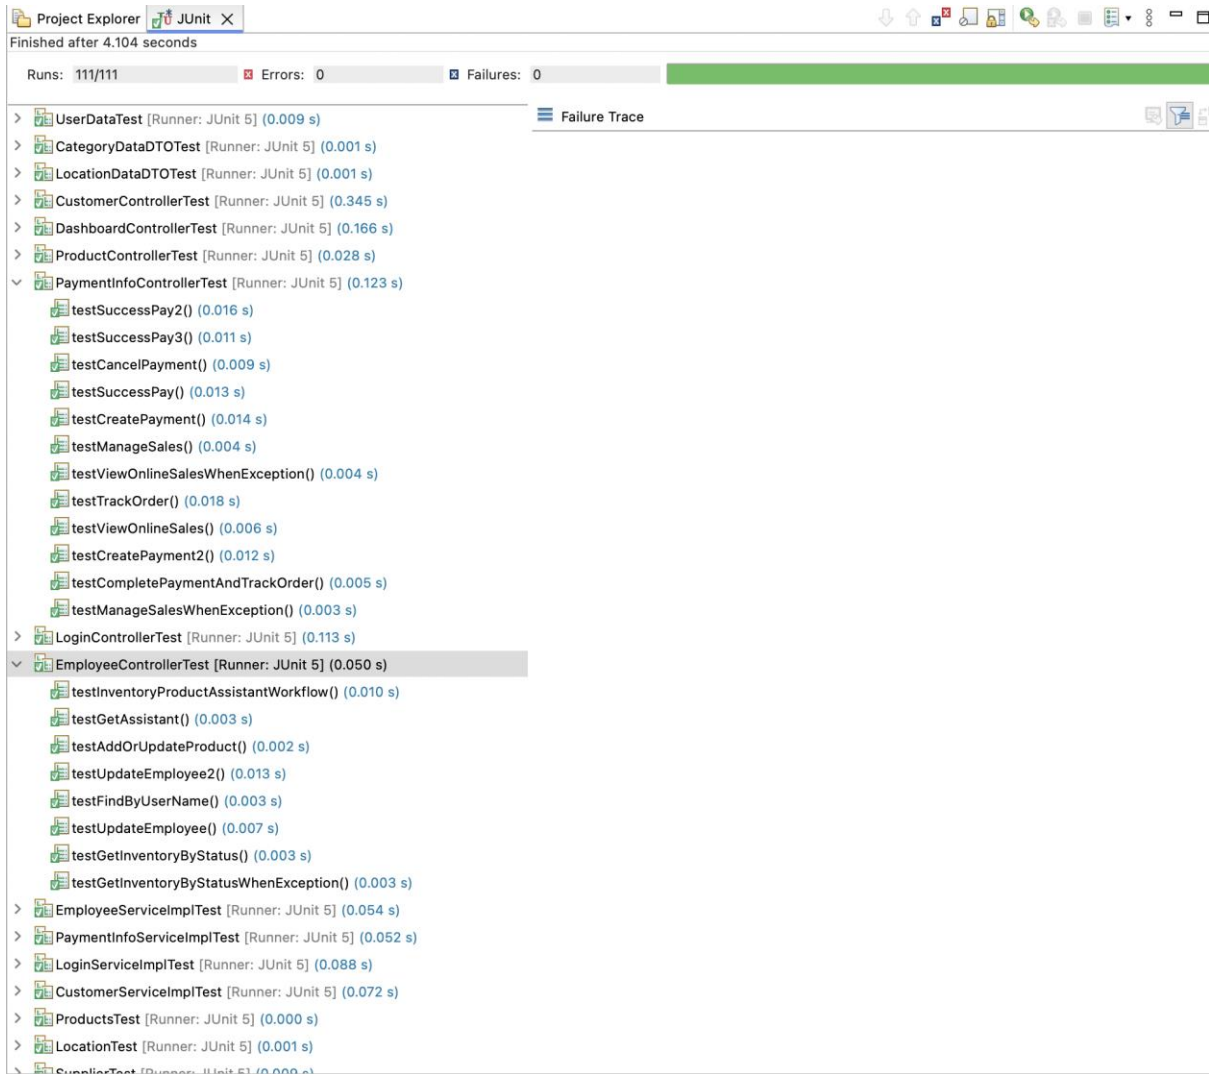 Project Explorer JUnit
Finished after 4.104 seconds
Runs: 111/111 Errors: 0 Failures: 0
UserDataTest [Runner: JUnit 5] (0.009 s)
Failure Trace
CategoryDataDTOTest [Runner: JUnit 5] (0.001 s)
LocationDataDTOTest [Runner: JUnit 5] (0.001 s)
CustomerControllerTest [Runner: JUnit 5] (0.345 s)
DashboardControllerTest [Runner: JUnit 5] (0.166 s)
ProductControllerTest [Runner: JUnit 5] (0.028 s)
PaymentInfoControllerTest [Runner: JUnit 5] (0.123 s)
testSuccessPay2() (0.016 s)
testSuccessPay3() (0.011 s)
testCancelPayment() (0.009 s)
testSuccessPay() (0.013 s)
testCreatePayment() (0.014 s)
testManageSales() (0.004 s)
testViewOnlineSalesWhenException() (0.004 s)
testTrackOrder() (0.018 s)
testViewOnlineSales() (0.006 s)
testCreatePayment2() (0.012 s)
testCompletePaymentAndTrackOrder() (0.005 s)
testManageSalesWhenException() (0.003 s)
LoginControllerTest [Runner: JUnit 5] (0.113 s)
EmployeeControllerTest [Runner: JUnit 5] (0.050 s)
testInventoryProductAssistantWorkflow() (0.010 s)
testGetAssistant() (0.003 s)
testAddOrUpdateProduct() (0.002 s)
testUpdateEmployee2() (0.013 s)
testFindByUserName() (0.003 s)
testUpdateEmployee() (0.007 s)
testGetInventoryByStatus() (0.003 s)
testGetInventoryByStatusWhenException() (0.003 s)
EmployeeServiceImplTest [Runner: JUnit 5] (0.054 s)
PaymentInfoServiceImplTest [Runner: JUnit 5] (0.052 s)
LoginServiceImplTest [Runner: JUnit 5] (0.088 s)
CustomerServiceImplTest [Runner: JUnit 5] (0.072 s)
ProductsTest [Runner: JUnit 5] (0.000 s)
LocationTest [Runner: JUnit 5] (0.001 s)
SupplierTest [Runner: JUnit 5] (0.009 s)